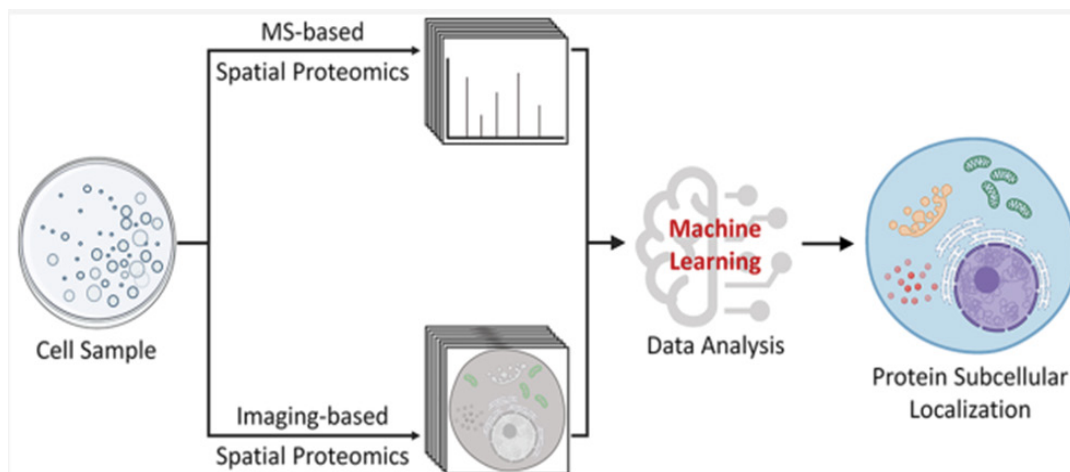 MS-based
Spatial Proteomics
Cell Sample
Machine
Learning
Data Analysis
Protein Subcellular
Localization
Imaging-based
Spatial Proteomics